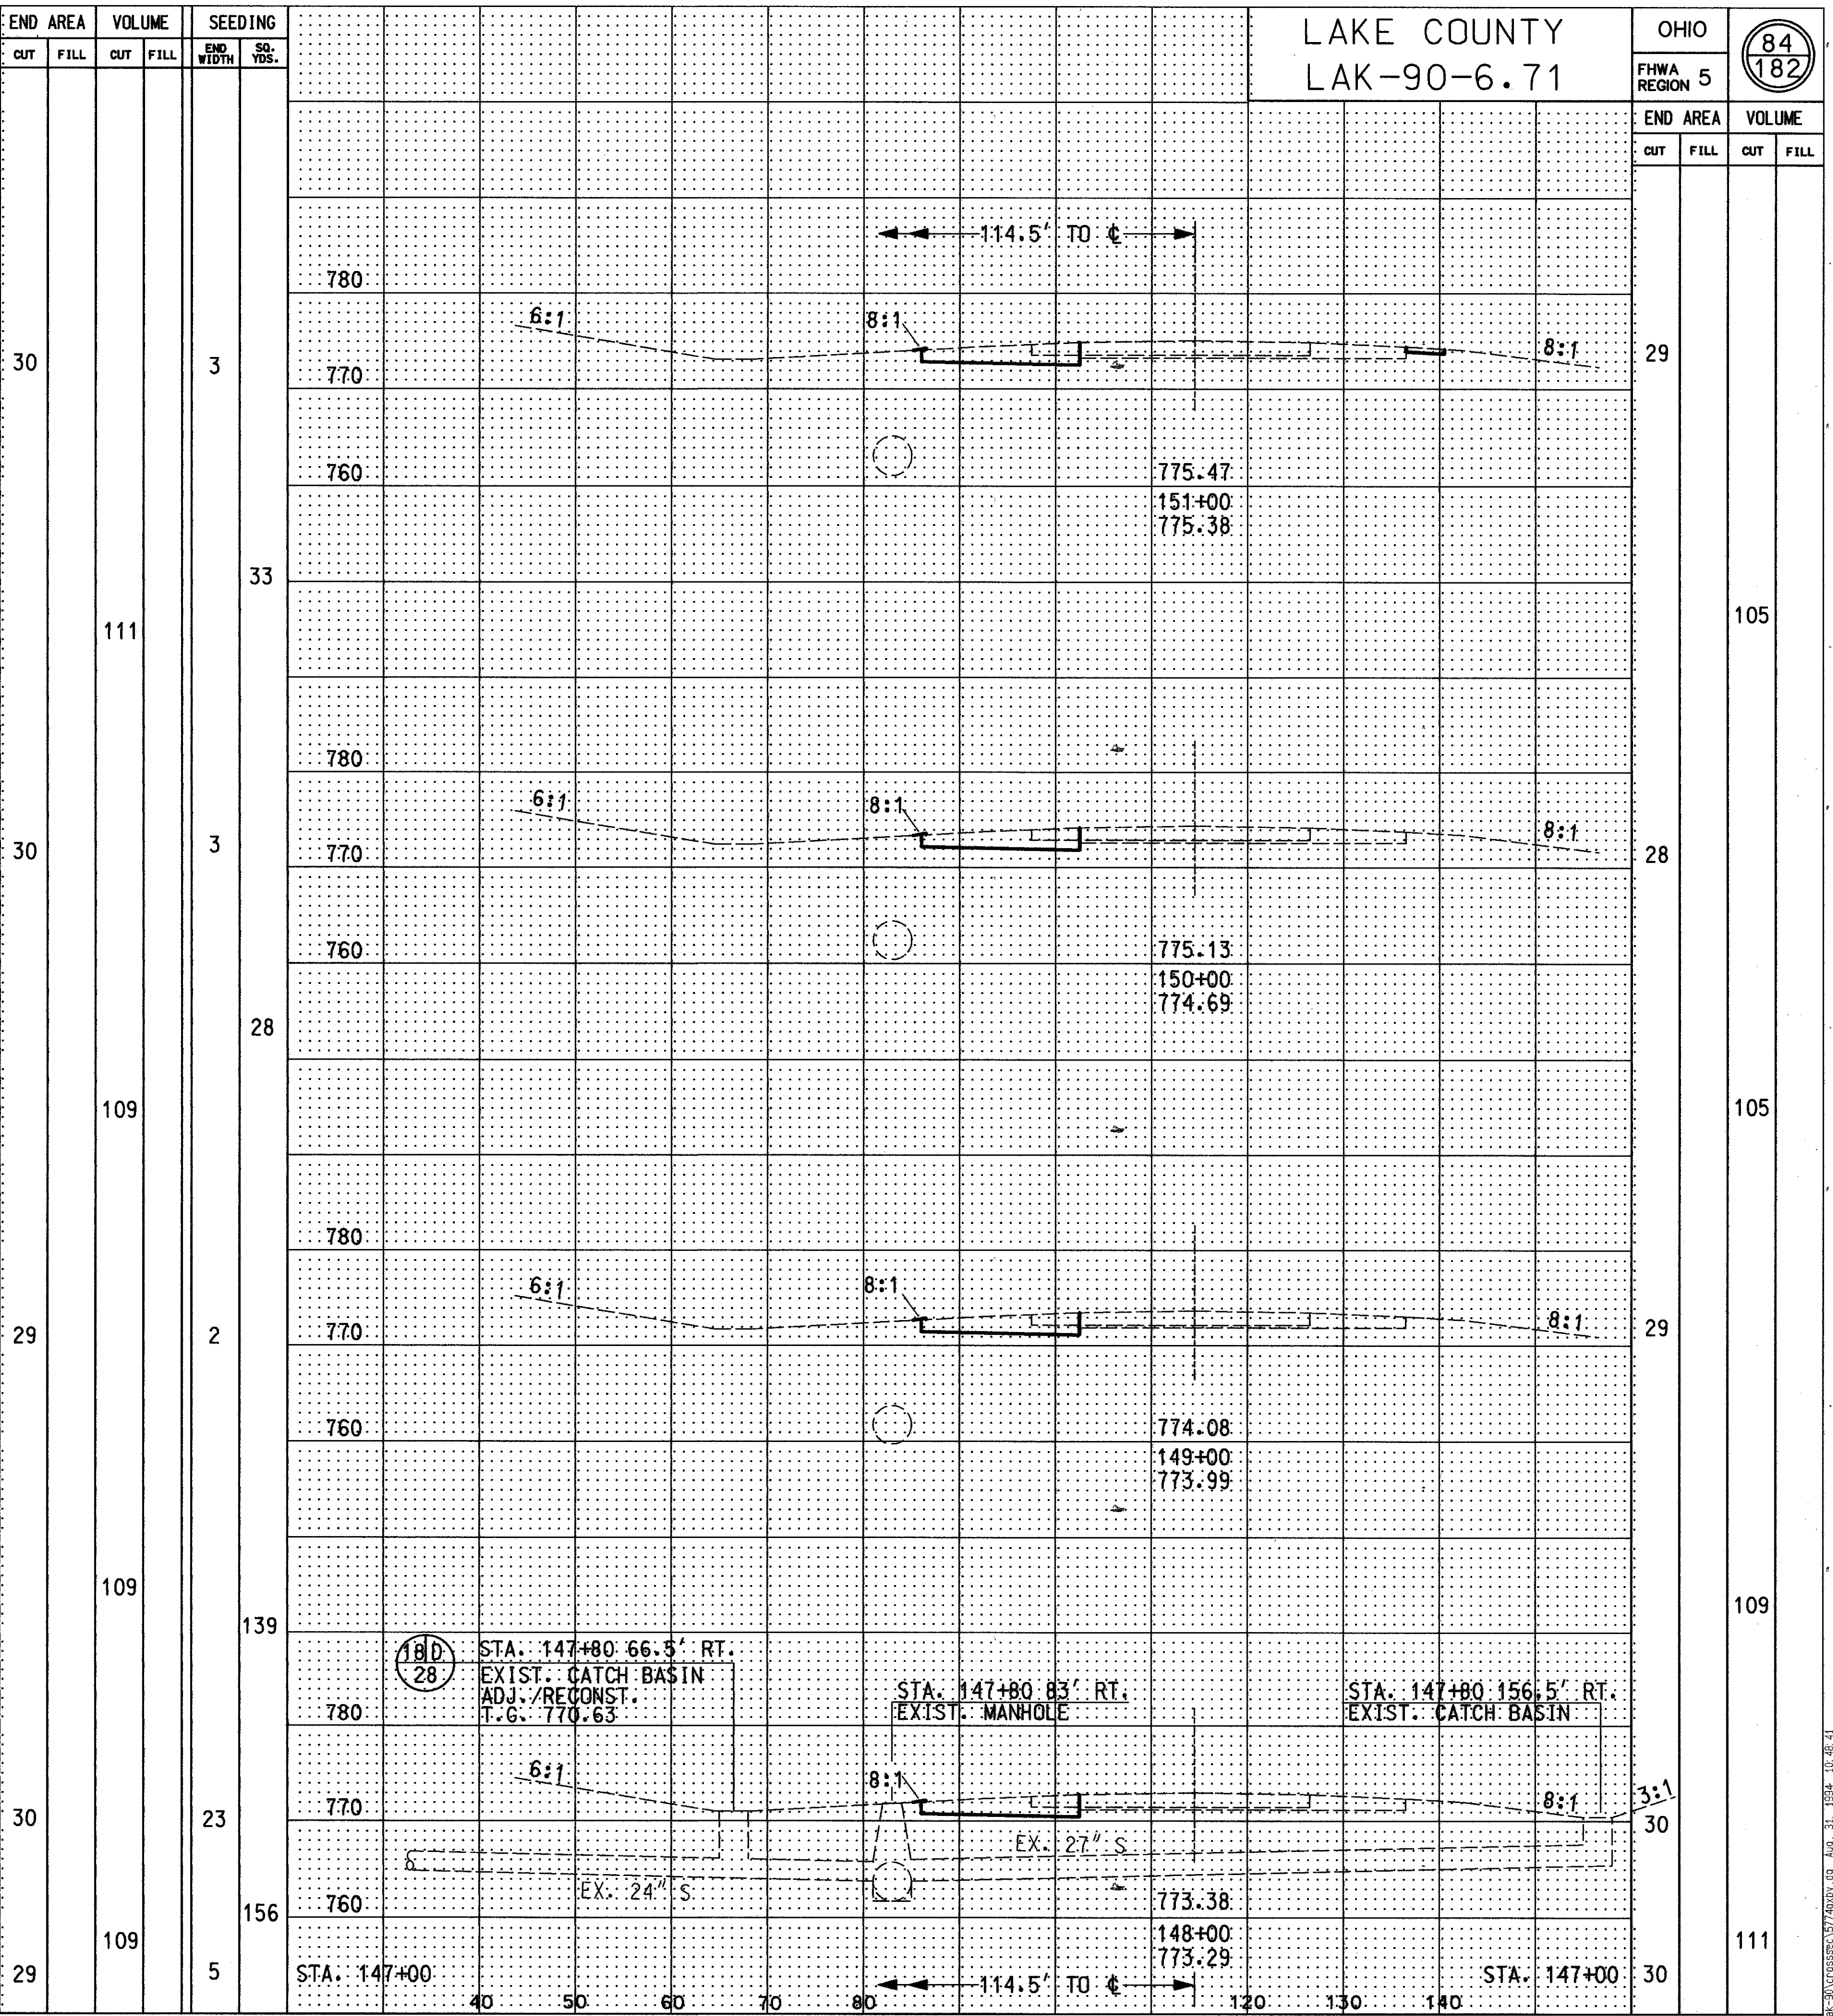 END AREA VOLUME SEEDING
CUT FILL CUT FILL END WIDTH SQ. YDS.
LAKE COUNTY
LAK-90-6.71
OHIO
FHWA REGION 5
84
182
END AREA VOLUME
CUT FILL CUT FILL
114.5' TO ℄
780
6:1
8:1
8:1
30
3
770
29
760
775.47
151+00
775.38
33
111
105
780
6:1
8:1
8:1
30
3
770
28
760
775.13
150+00
774.69
28
109
105
780
6:1
8:1
8:1
29
2
770
29
760
774.08
149+00
773.99
109
109
139
18 D
28
STA. 147+80 66.5' RT.
EXIST. CATCH BASIN
ADJ./RECONST.
T.G. 770.63
STA. 147+80 83' RT.
EXIST. MANHOLE
STA. 147+80 156.5' RT.
EXIST. CATCH BASIN
780
6:1
8:1
8:1
3:1
30
23
770
30
EX. 27" S
EX. 24" S
760
773.38
156
148+00
773.29
109
111
29
5
STA. 147+00
114.5' TO ℄
STA. 147+00
30
40 50 60 70 80 120 130 140
Aug. 31, 1994 10:48:41